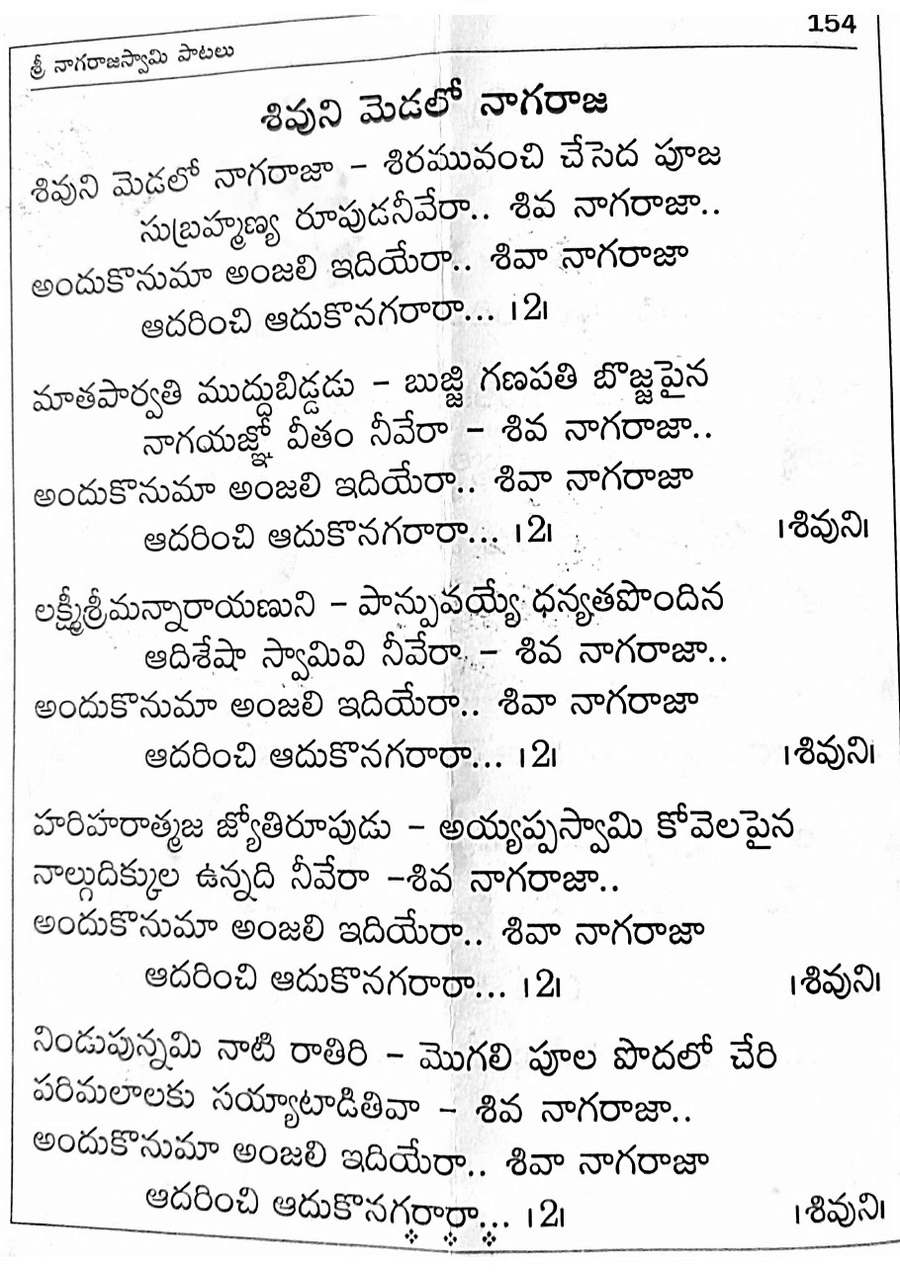 154
శ్రీ నాగరాజస్వామి పాటలు
శివుని మెడలో నాగరాజ
శివుని మెడలో నాగరాజా – శిరమువంచి చేసెద పూజ
సుబ్రహ్మణ్య రూపుడనీవేరా.. శివ నాగరాజా..
అందుకొనుమా అంజలి ఇదియేరా.. శివా నాగరాజా
ఆదరించి ఆదుకొనగరారా... ।2।
మాతపార్వతి ముద్దుబిడ్డడు – బుజ్జి గణపతి బొజ్జపైన
నాగయజ్ఞో వీతం నీవేరా – శివ నాగరాజా..
అందుకొనుమా అంజలి ఇదియేరా.. శివా నాగరాజా
ఆదరించి ఆదుకొనగరారా... ।2। ।శివుని।
లక్ష్మీశ్రీమన్నారాయణుని – పాన్పువయ్యే ధన్యతపొందిన
ఆదిశేషా స్వామివి నీవేరా – శివ నాగరాజా..
అందుకొనుమా అంజలి ఇదియేరా.. శివా నాగరాజా
ఆదరించి ఆదుకొనగరారా... ।2। ।శివుని।
హరిహరాత్మజ జ్యోతిరూపుడు – అయ్యప్పస్వామి కోవెలపైన
నాల్గుదిక్కుల ఉన్నది నీవేరా –శివ నాగరాజా..
అందుకొనుమా అంజలి ఇదియేరా.. శివా నాగరాజా
ఆదరించి ఆదుకొనగరారా... ।2। ।శివుని।
నిండుపున్నమి నాటి రాతిరి – మొగలి పూల పొదలో చేరి
పరిమలాలకు సయ్యాటాడితివా – శివ నాగరాజా..
అందుకొనుమా అంజలి ఇదియేరా.. శివా నాగరాజా
ఆదరించి ఆదుకొనగరారా... ।2। ।శివుని।